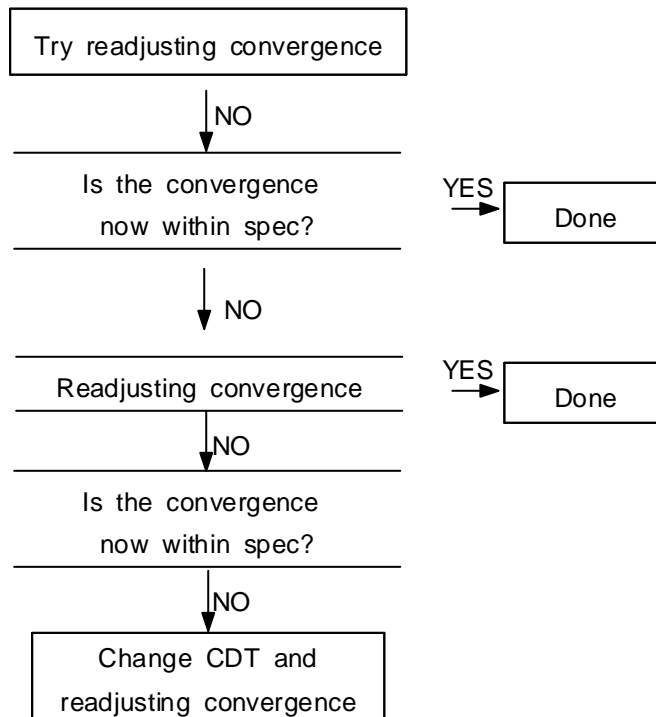 Try readjusting convergence
NO
Is the convergence
now within spec?
YES
Done
NO
Readjusting convergence
YES
Done
NO
Is the convergence
now within spec?
NO
Change CDT and
readjusting convergence